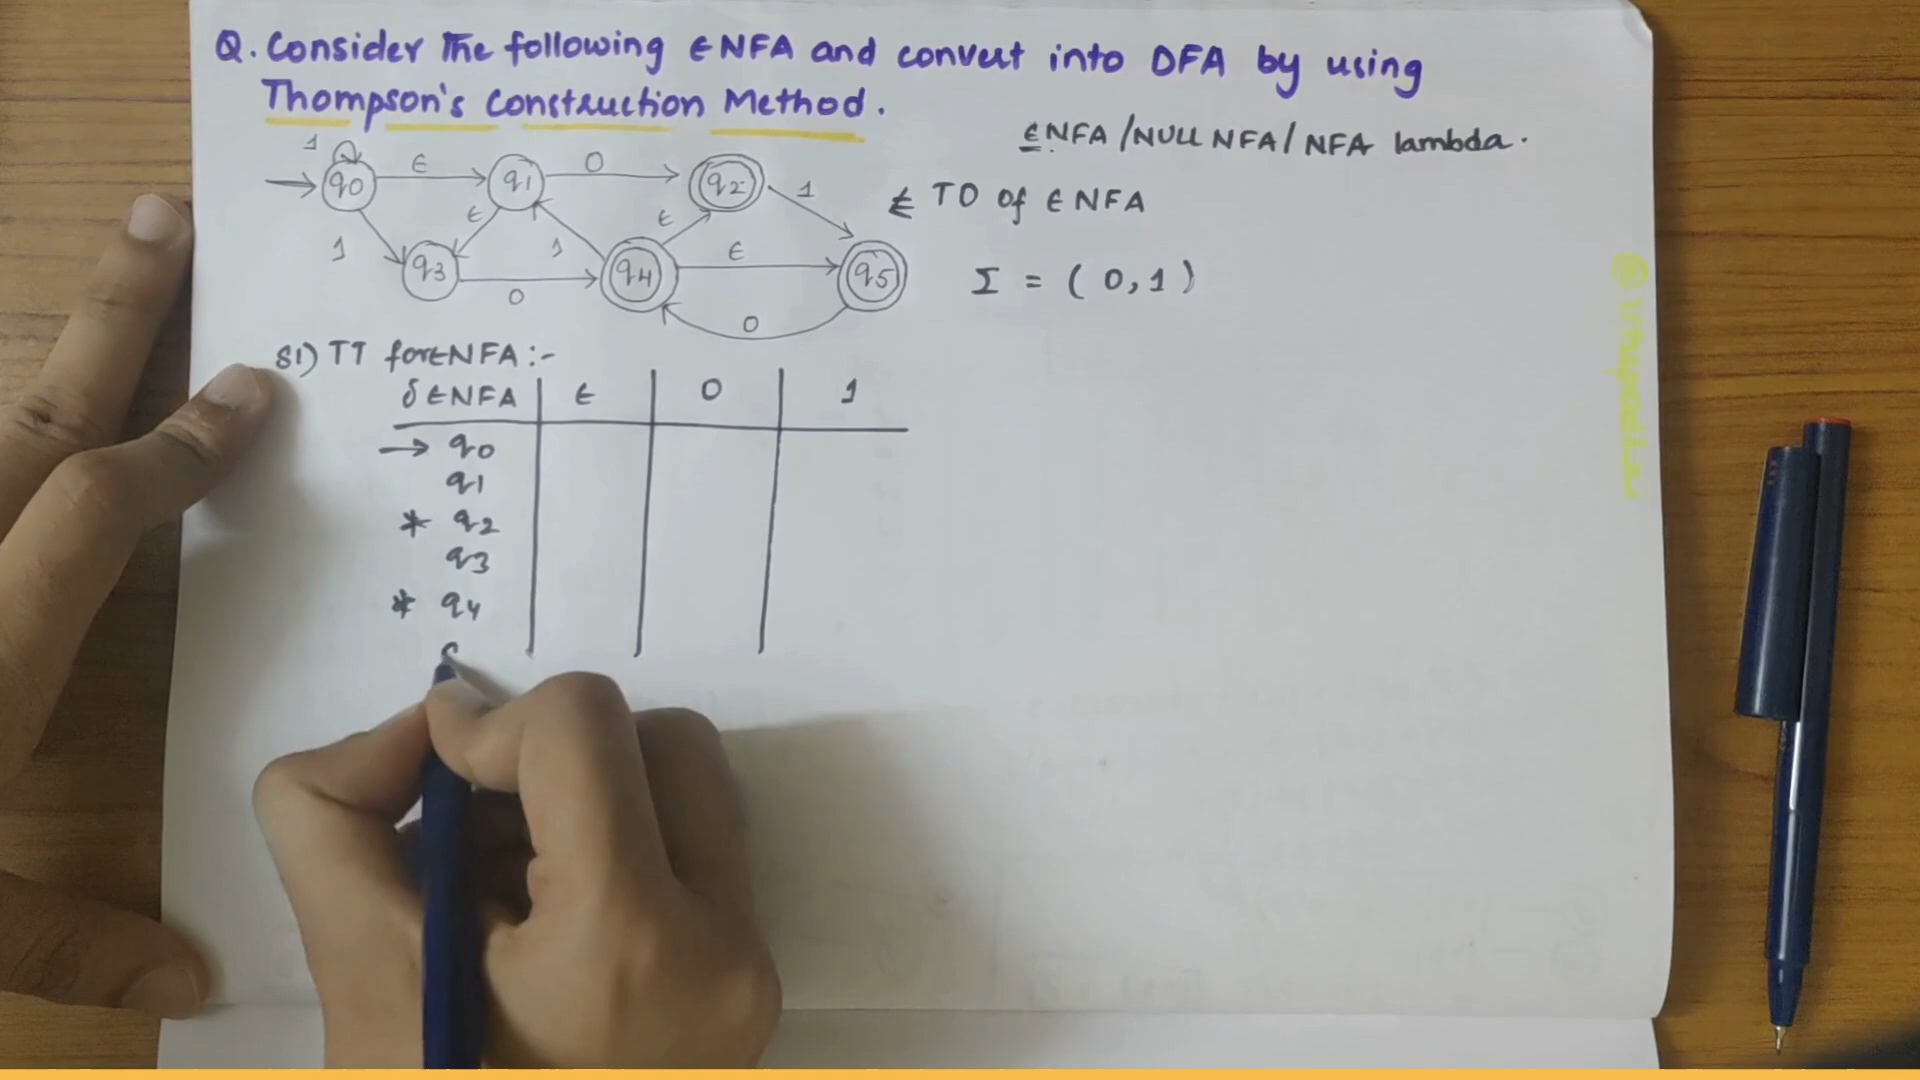 Q. Consider The following ϵNFA and convert into DFA by using
Thompson's Construction Method.
ϵNFA /NULL NFA/ NFA lambda.
1
q0
ϵ
q1
0
q2
1
1
ϵ
q3
0
1
ϵ
q4
ϵ
q5
0
TD of ϵNFA
Σ = ( 0,1 )
S1) TT for ϵNFA :-
δϵNFA | ϵ | 0 | 1
→ q0
q1
* q2
q3
* q4